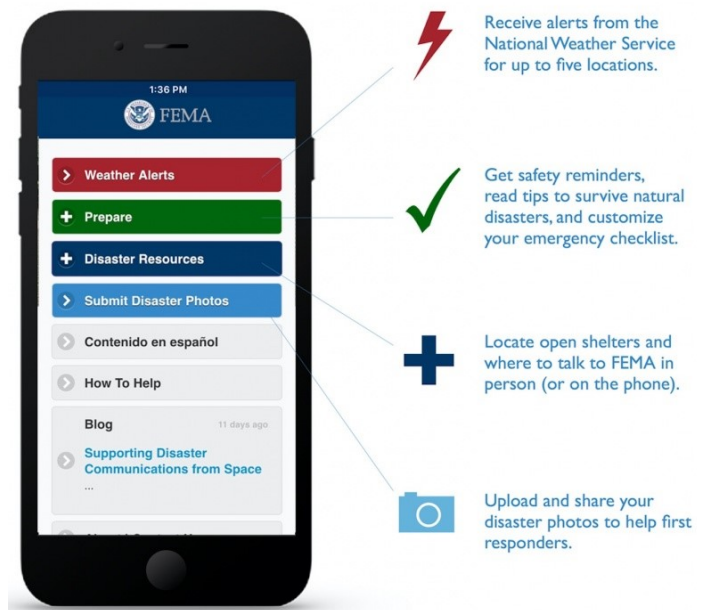 1:36 PM
FEMA
Weather Alerts
Prepare
Disaster Resources
Submit Disaster Photos
Contenido en español
How To Help
Blog 11 days ago
Supporting Disaster
Communications from Space
...
Receive alerts from the
National Weather Service
for up to five locations.
Get safety reminders,
read tips to survive natural
disasters, and customize
your emergency checklist.
Locate open shelters and
where to talk to FEMA in
person (or on the phone).
Upload and share your
disaster photos to help first
responders.